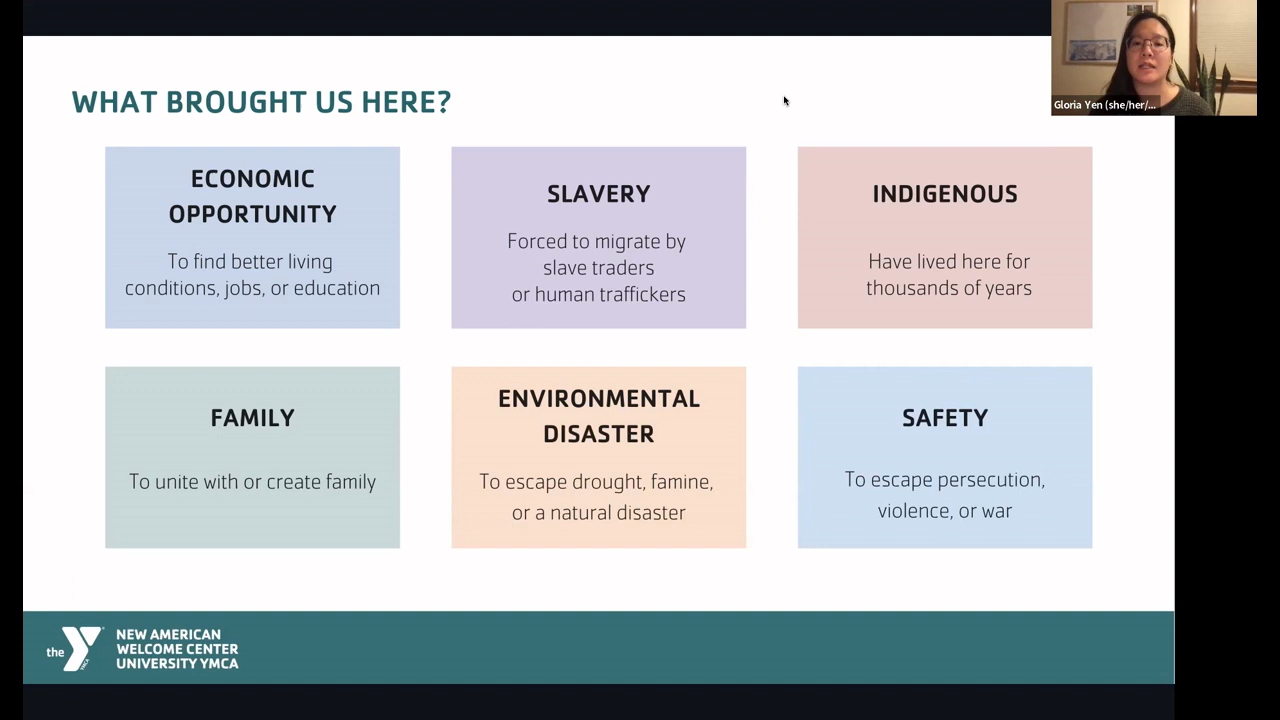 WHAT BROUGHT US HERE?
Gloria Yen (she/her/...
ECONOMIC
OPPORTUNITY
To find better living
conditions, jobs, or education
SLAVERY
Forced to migrate by
slave traders
or human traffickers
INDIGENOUS
Have lived here for
thousands of years
FAMILY
To unite with or create family
ENVIRONMENTAL
DISASTER
To escape drought, famine,
or a natural disaster
SAFETY
To escape persecution,
violence, or war
the Y
YMCA
NEW AMERICAN
WELCOME CENTER
UNIVERSITY YMCA